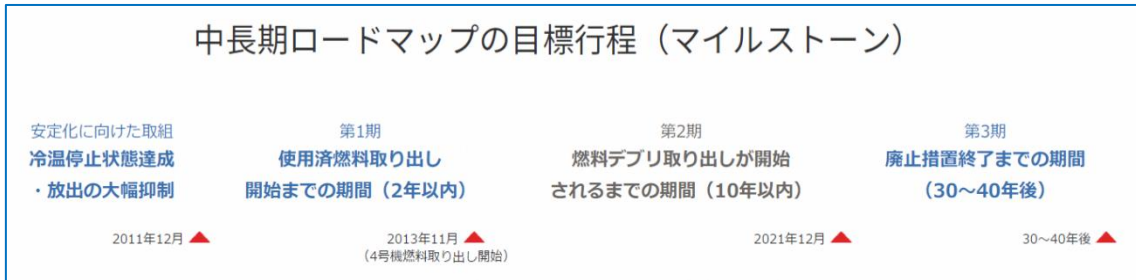 中長期ロードマップの目標行程（マイルストーン）
安定化に向けた取組
冷温停止状態達成
・放出の大幅抑制
2011年12月
第1期
使用済燃料取り出し
開始までの期間（2年以内）
2013年11月
（4号機燃料取り出し開始）
第2期
燃料デブリ取り出しが開始
されるまでの期間（10年以内）
2021年12月
第3期
廃止措置終了までの期間
（30～40年後）
30～40年後